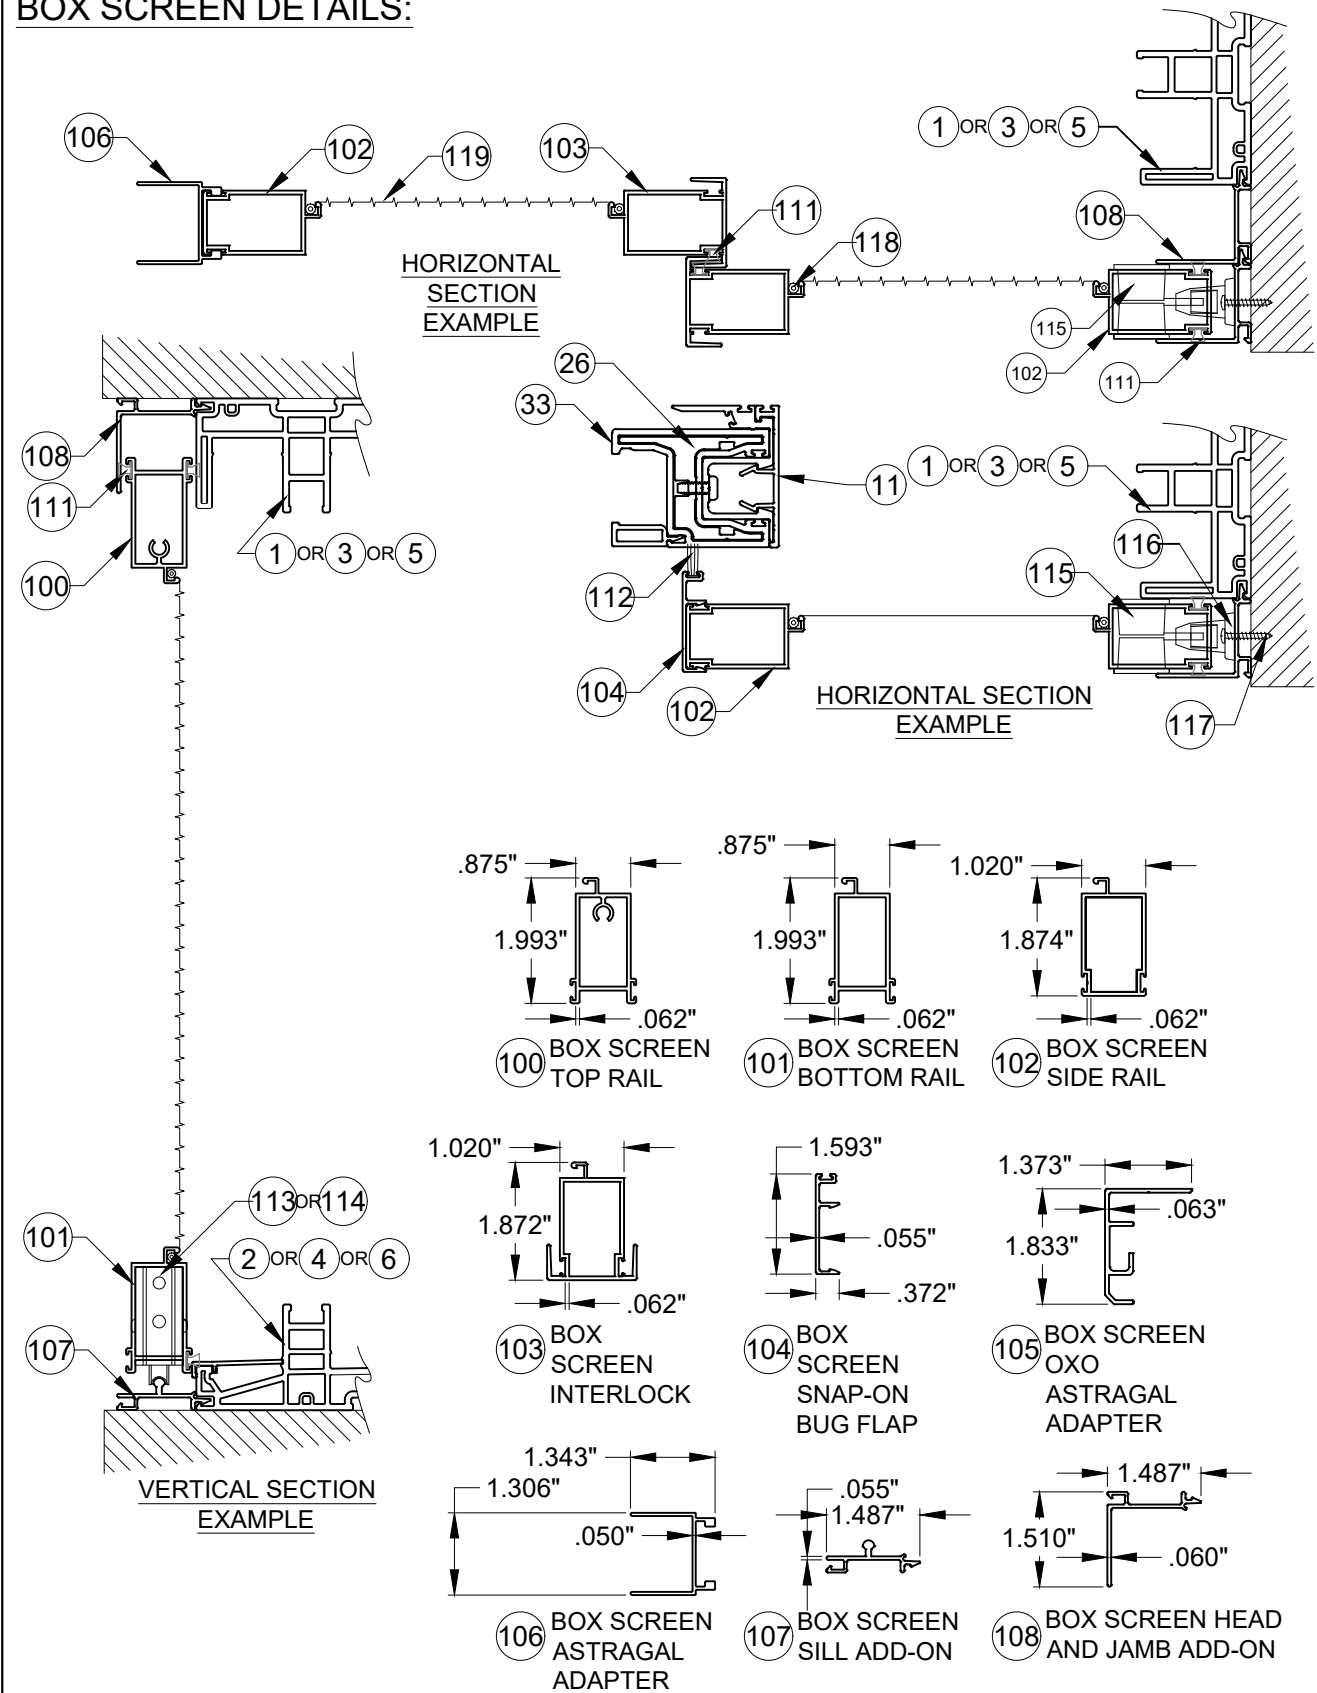 BOX SCREEN DETAILS:
106
102
119
103
111
118
1 OR 3 OR 5
108
115
102
111
HORIZONTAL
SECTION
EXAMPLE
26
33
11
1 OR 3 OR 5
116
115
112
104
102
117
HORIZONTAL SECTION
EXAMPLE
108
111
100
1 OR 3 OR 5
101
113 OR 114
2 OR 4 OR 6
107
VERTICAL SECTION
EXAMPLE
.875"
1.993"
.062"
100 BOX SCREEN
TOP RAIL
.875"
1.993"
.062"
101 BOX SCREEN
BOTTOM RAIL
1.020"
1.874"
.062"
102 BOX SCREEN
SIDE RAIL
1.020"
1.872"
.062"
103 BOX
SCREEN
INTERLOCK
1.593"
.055"
.372"
104 BOX
SCREEN
SNAP-ON
BUG FLAP
1.373"
.063"
1.833"
105 BOX SCREEN
OXO
ASTRAGAL
ADAPTER
1.343"
1.306"
.050"
106 BOX SCREEN
ASTRAGAL
ADAPTER
.055"
1.487"
107 BOX SCREEN
SILL ADD-ON
1.487"
1.510"
.060"
108 BOX SCREEN HEAD
AND JAMB ADD-ON